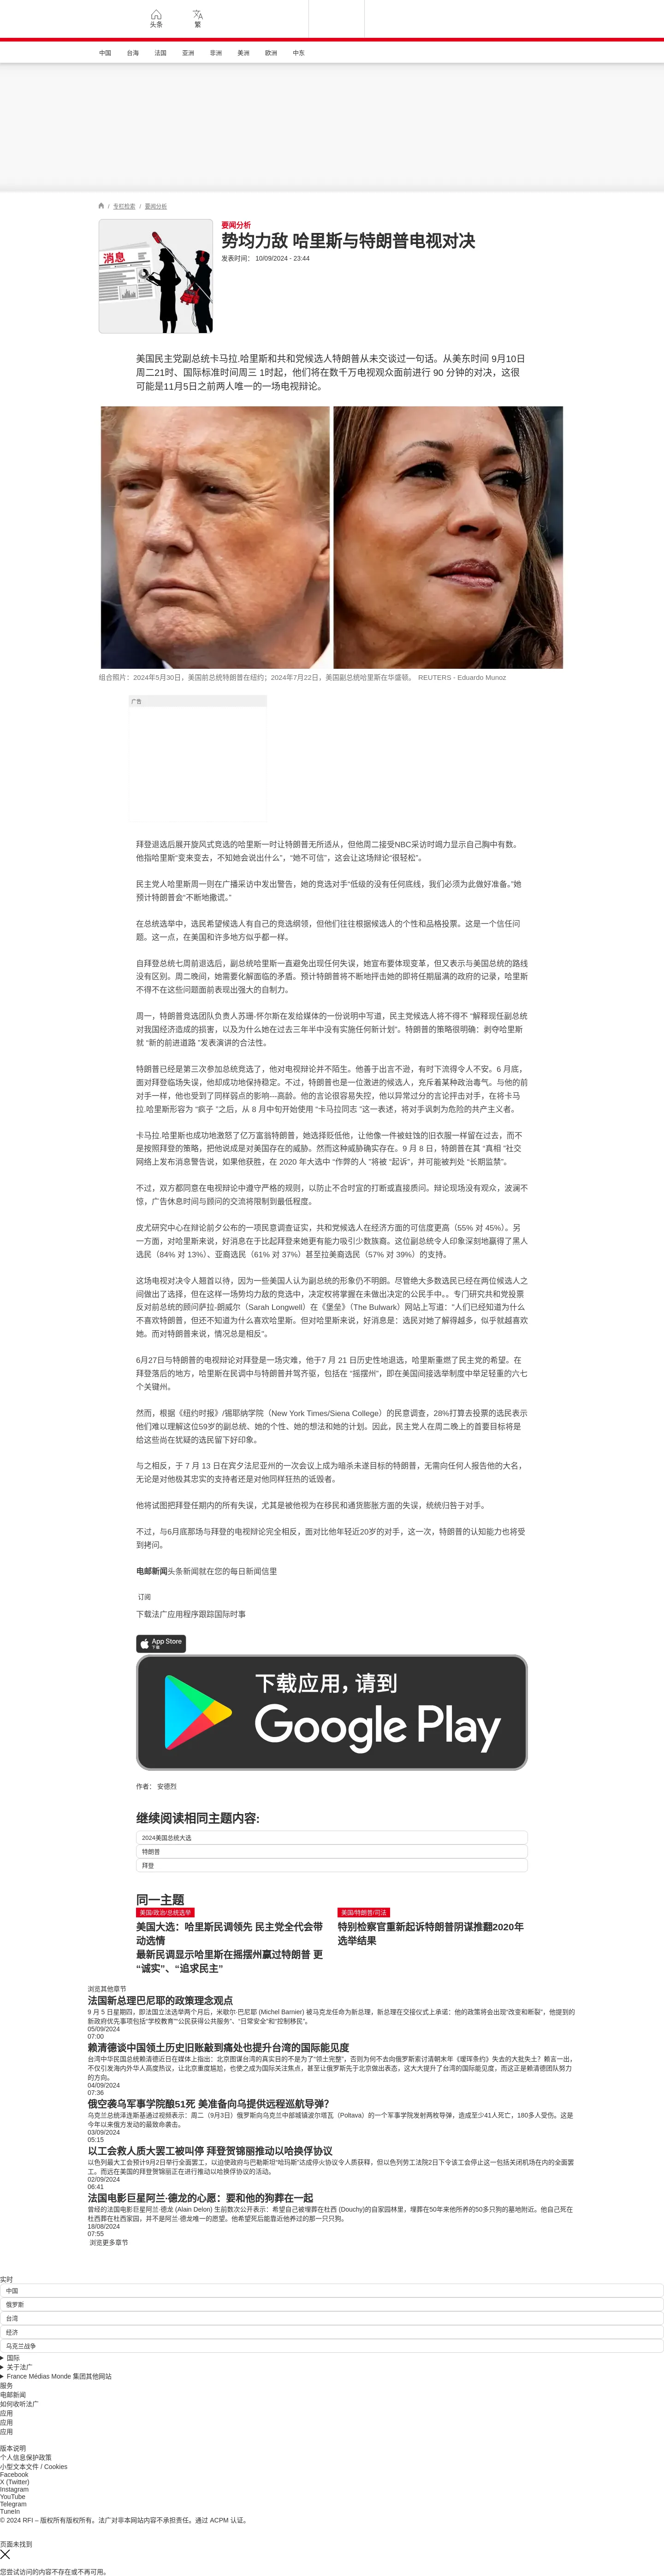 头条
繁
中国 台海 法国 亚洲 非洲 美洲 欧洲 中东
/ 专栏检索 / 要闻分析
消息
要闻分析
势均力敌 哈里斯与特朗普电视对决
发表时间： 10/09/2024 - 23:44
美国民主党副总统卡马拉.哈里斯和共和党候选人特朗普从未交谈过一句话。从美东时间 9月10日
周二21时、国际标准时间周三 1时起，他们将在数千万电视观众面前进行 90 分钟的对决，这很
可能是11月5日之前两人唯一的一场电视辩论。
组合照片：2024年5月30日，美国前总统特朗普在纽约；2024年7月22日，美国副总统哈里斯在华盛顿。 REUTERS - Eduardo Munoz
广告
拜登退选后展开旋风式竞选的哈里斯一时让特朗普无所适从，但他周二接受NBC采访时竭力显示自己胸中有数。
他指哈里斯“变来变去，不知她会说出什么”，“她不可信”，这会让这场辩论“很轻松”。
民主党人哈里斯周一则在广播采访中发出警告，她的竞选对手“低级的没有任何底线，我们必须为此做好准备。”她
预计特朗普会“不断地撒谎。”
在总统选举中，选民希望候选人有自己的竞选纲领，但他们往往根据候选人的个性和品格投票。这是一个信任问
题。这一点，在美国和许多地方似乎都一样。
自拜登总统七周前退选后，副总统哈里斯一直避免出现任何失误，她宣布要体现变革，但又表示与美国总统的路线
没有区别。周二晚间，她需要化解面临的矛盾。预计特朗普将不断地抨击她的即将任期届满的政府的记录，哈里斯
不得不在这些问题面前表现出强大的自制力。
周一，特朗普竞选团队负责人苏珊-怀尔斯在发给媒体的一份说明中写道，民主党候选人将不得不 “解释现任副总统
对我国经济造成的损害，以及为什么她在过去三年半中没有实施任何新计划”。特朗普的策略很明确：剥夺哈里斯
就 “新的前进道路 ”发表演讲的合法性。
特朗普已经是第三次参加总统竞选了，他对电视辩论并不陌生。他善于出言不逊，有时下流得令人不安。6 月底，
面对拜登临场失误，他却成功地保持稳定。不过，特朗普也是一位激进的候选人，充斥着某种政治毒气。与他的前
对手一样，他也受到了同样弱点的影响---高龄。他的言论很容易失控，他以异常过分的言论抨击对手，在将卡马
拉.哈里斯形容为 “疯子 ”之后，从 8 月中旬开始使用 “卡马拉同志 ”这一表述，将对手讽刺为危险的共产主义者。
卡马拉.哈里斯也成功地激怒了亿万富翁特朗普，她选择贬低他，让他像一件被蛀蚀的旧衣服一样留在过去，而不
是按照拜登的策略，把他说成是对美国存在的威胁。然而这种威胁确实存在。9 月 8 日，特朗普在其 “真相 ”社交
网络上发布消息警告说，如果他获胜，在 2020 年大选中 “作弊的人 ”将被 “起诉”，并可能被判处 “长期监禁”。
不过，双方都同意在电视辩论中遵守严格的规则，以防止不合时宜的打断或直接质问。辩论现场没有观众，波澜不
惊，广告休息时间与顾问的交流将限制到最低程度。
皮尤研究中心在辩论前夕公布的一项民意调查证实，共和党候选人在经济方面的可信度更高（55% 对 45%）。另
一方面，对哈里斯来说，好消息在于比起拜登来她更有能力吸引少数族裔。这位副总统令人印象深刻地赢得了黑人
选民（84% 对 13%）、亚裔选民（61% 对 37%）甚至拉美裔选民（57% 对 39%）的支持。
这场电视对决令人翘首以待，因为一些美国人认为副总统的形象仍不明朗。尽管绝大多数选民已经在两位候选人之
间做出了选择，但在这样一场势均力敌的竞选中，决定权将掌握在未做出决定的公民手中。。专门研究共和党投票
反对前总统的顾问萨拉-朗威尔（Sarah Longwell）在《堡垒》（The Bulwark）网站上写道：“人们已经知道为什么
不喜欢特朗普，但还不知道为什么喜欢哈里斯。但对哈里斯来说，好消息是：选民对她了解得越多，似乎就越喜欢
她。而对特朗普来说，情况总是相反”。
6月27日与特朗普的电视辩论对拜登是一场灾难，他于7 月 21 日历史性地退选，哈里斯重燃了民主党的希望。在
拜登落后的地方，哈里斯在民调中与特朗普并驾齐驱，包括在 “摇摆州”，即在美国间接选举制度中举足轻重的六七
个关键州。
然而，根据《纽约时报》/锡耶纳学院（New York Times/Siena College）的民意调查，28%打算去投票的选民表示
他们难以理解这位59岁的副总统、她的个性、她的想法和她的计划。因此，民主党人在周二晚上的首要目标将是
给这些尚在犹疑的选民留下好印象。
与之相反，于 7 月 13 日在宾夕法尼亚州的一次会议上成为暗杀未遂目标的特朗普，无需向任何人报告他的大名，
无论是对他极其忠实的支持者还是对他同样狂热的诋毁者。
他将试图把拜登任期内的所有失误，尤其是被他视为在移民和通货膨胀方面的失误，统统归咎于对手。
不过，与6月底那场与拜登的电视辩论完全相反，面对比他年轻近20岁的对手，这一次，特朗普的认知能力也将受
到拷问。
电邮新闻头条新闻就在您的每日新闻信里
订阅
下载法广应用程序跟踪国际时事
App Store
下载
下载应用，请到
Google Play
作者： 安德烈
继续阅读相同主题内容:
2024美国总统大选
特朗普
拜登
同一主题
美国/政治/总统选举
美国大选：哈里斯民调领先 民主党全代会带
动选情
最新民调显示哈里斯在摇摆州赢过特朗普 更
“诚实”、“追求民主”
美国/特朗普/司法
特别检察官重新起诉特朗普阴谋推翻2020年
选举结果
浏览其他章节
法国新总理巴尼耶的政策理念观点
9 月 5 日星期四，即法国立法选举两个月后，米歇尔·巴尼耶 (Michel Barnier) 被马克龙任命为新总理，新总理在交接仪式上承诺：他的政策将会出现“改变和断裂”，他提到的
新政府优先事项包括“学校教育”“公民获得公共服务”、“日常安全”和“控制移民”。
05/09/2024
07:00
赖清德谈中国领土历史旧账敲到痛处也提升台湾的国际能见度
台湾中华民国总统赖清德近日在媒体上指出：北京图谋台湾的真实目的不是为了“领土完整”，否则为何不去向俄罗斯索讨清朝末年《瑷珲条约》失去的大批失土？赖言一出，
不仅引发海内外华人高度热议，让北京重度尴尬，也使之成为国际关注焦点，甚至让俄罗斯先于北京做出表态，这大大提升了台湾的国际能见度，而这正是赖清德团队努力
的方向。
04/09/2024
07:36
俄空袭乌军事学院酿51死 美准备向乌提供远程巡航导弹？
乌克兰总统泽连斯基通过视频表示：周二（9月3日）俄罗斯向乌克兰中部城镇波尔塔瓦（Poltava）的一个军事学院发射两枚导弹，造成至少41人死亡，180多人受伤。这是
今年以来俄方发动的最致命袭击。
03/09/2024
05:15
以工会救人质大罢工被叫停 拜登贺锦丽推动以哈换俘协议
以色列最大工会预计9月2日举行全面罢工，以迫使政府与巴勒斯坦“哈玛斯”达成停火协议令人质获释，但以色列劳工法院2日下令该工会停止这一包括关闭机场在内的全面罢
工。而远在美国的拜登贺锦丽正在进行推动以哈换俘协议的活动。
02/09/2024
06:41
法国电影巨星阿兰·德龙的心愿：要和他的狗葬在一起
曾经的法国电影巨星阿兰·德龙 (Alain Delon) 生前数次公开表示：希望自己被埋葬在杜西 (Douchy)的自家园林里，埋葬在50年来他所养的50多只狗的墓地附近。他自己死在
杜西葬在杜西家园，并不是阿兰·德龙唯一的愿望。他希望死后能靠近他养过的那一只只狗。
18/08/2024
07:55
浏览更多章节
实时
中国
俄罗斯
台湾
经济
乌克兰战争
国际
关于法广
France Médias Monde 集团其他网站
服务
电邮新闻
如何收听法广
应用
应用
应用
版本说明
个人信息保护政策
小型文本文件 / Cookies
Facebook
X (Twitter)
Instagram
YouTube
Telegram
TuneIn
© 2024 RFI – 版权所有版权所有。法广对非本网站内容不承担责任。通过 ACPM 认证。
页面未找到
您尝试访问的内容不存在或不再可用。